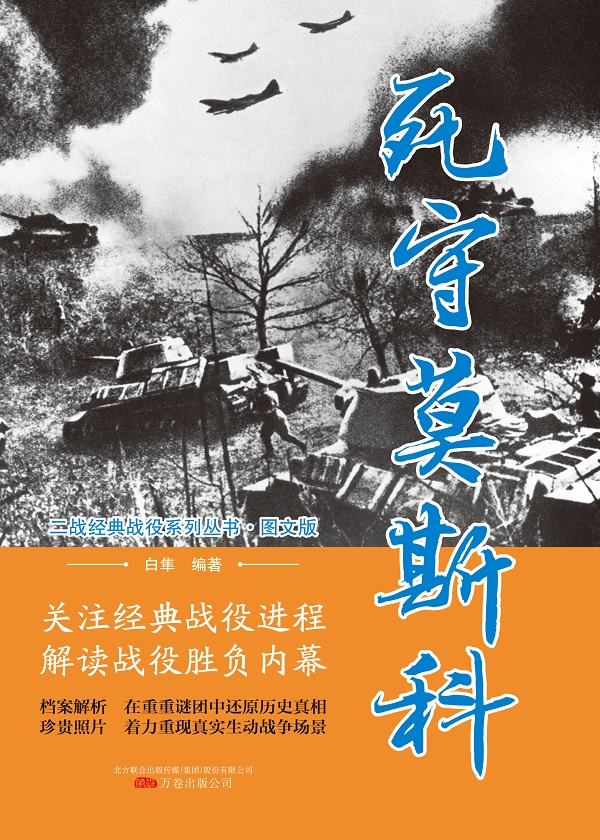 死守莫斯科
二战经典战役系列丛书·图文版
白隼 编著
关注经典战役进程
解读战役胜负内幕
档案解析 在重重谜团中还原历史真相
珍贵照片 着力重现真实生动战争场景
北方联合出版传媒(集团)股份有限公司
万卷出版公司